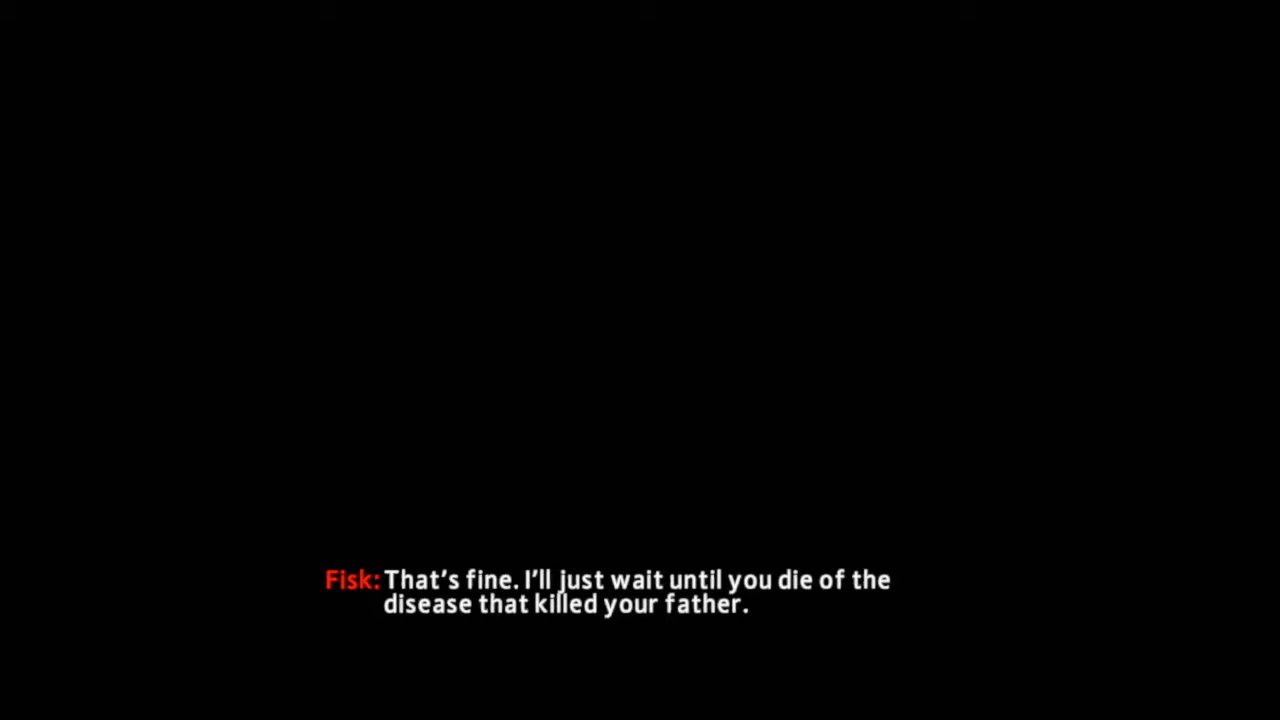 Fisk: That's fine. I'll just wait until you die of the
disease that killed your father.